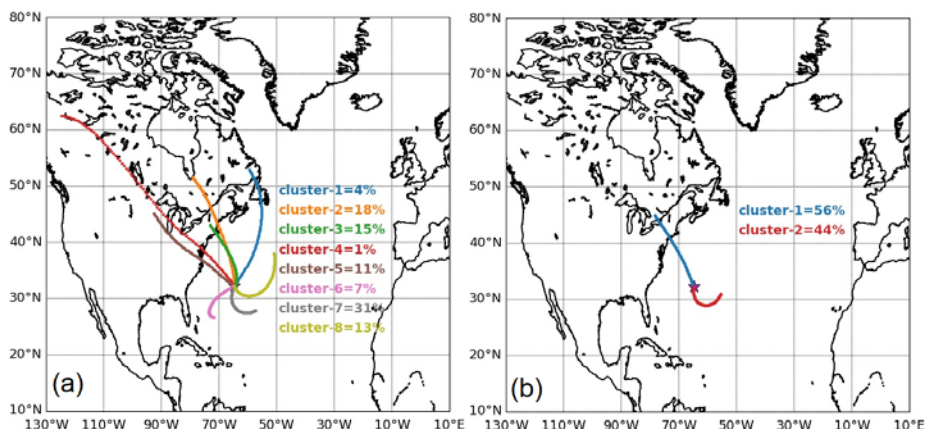 80°N
70°N
60°N
50°N
40°N
30°N
20°N
10°N
130°W 110°W 90°W 70°W 50°W 30°W 10°W 10°E
cluster-1=4%
cluster-2=18%
cluster-3=15%
cluster-4=1%
cluster-5=11%
cluster-6=7%
cluster-7=31%
cluster-8=13%
(a)
80°N
70°N
60°N
50°N
40°N
30°N
20°N
10°N
130°W 110°W 90°W 70°W 50°W 30°W 10°W 10°E
cluster-1=56%
cluster-2=44%
(b)